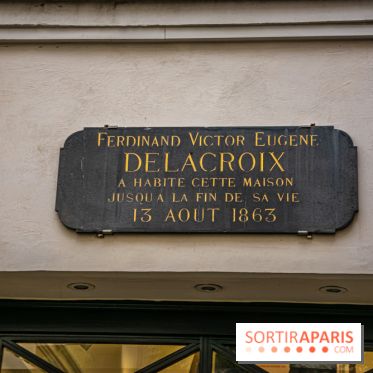 FERDINAND VICTOR EUGENE
DELACROIX
A HABITE CETTE MAISON
JUSQU'A LA FIN DE SA VIE
13 AOUT 1863
SORTIRAPARIS
.COM